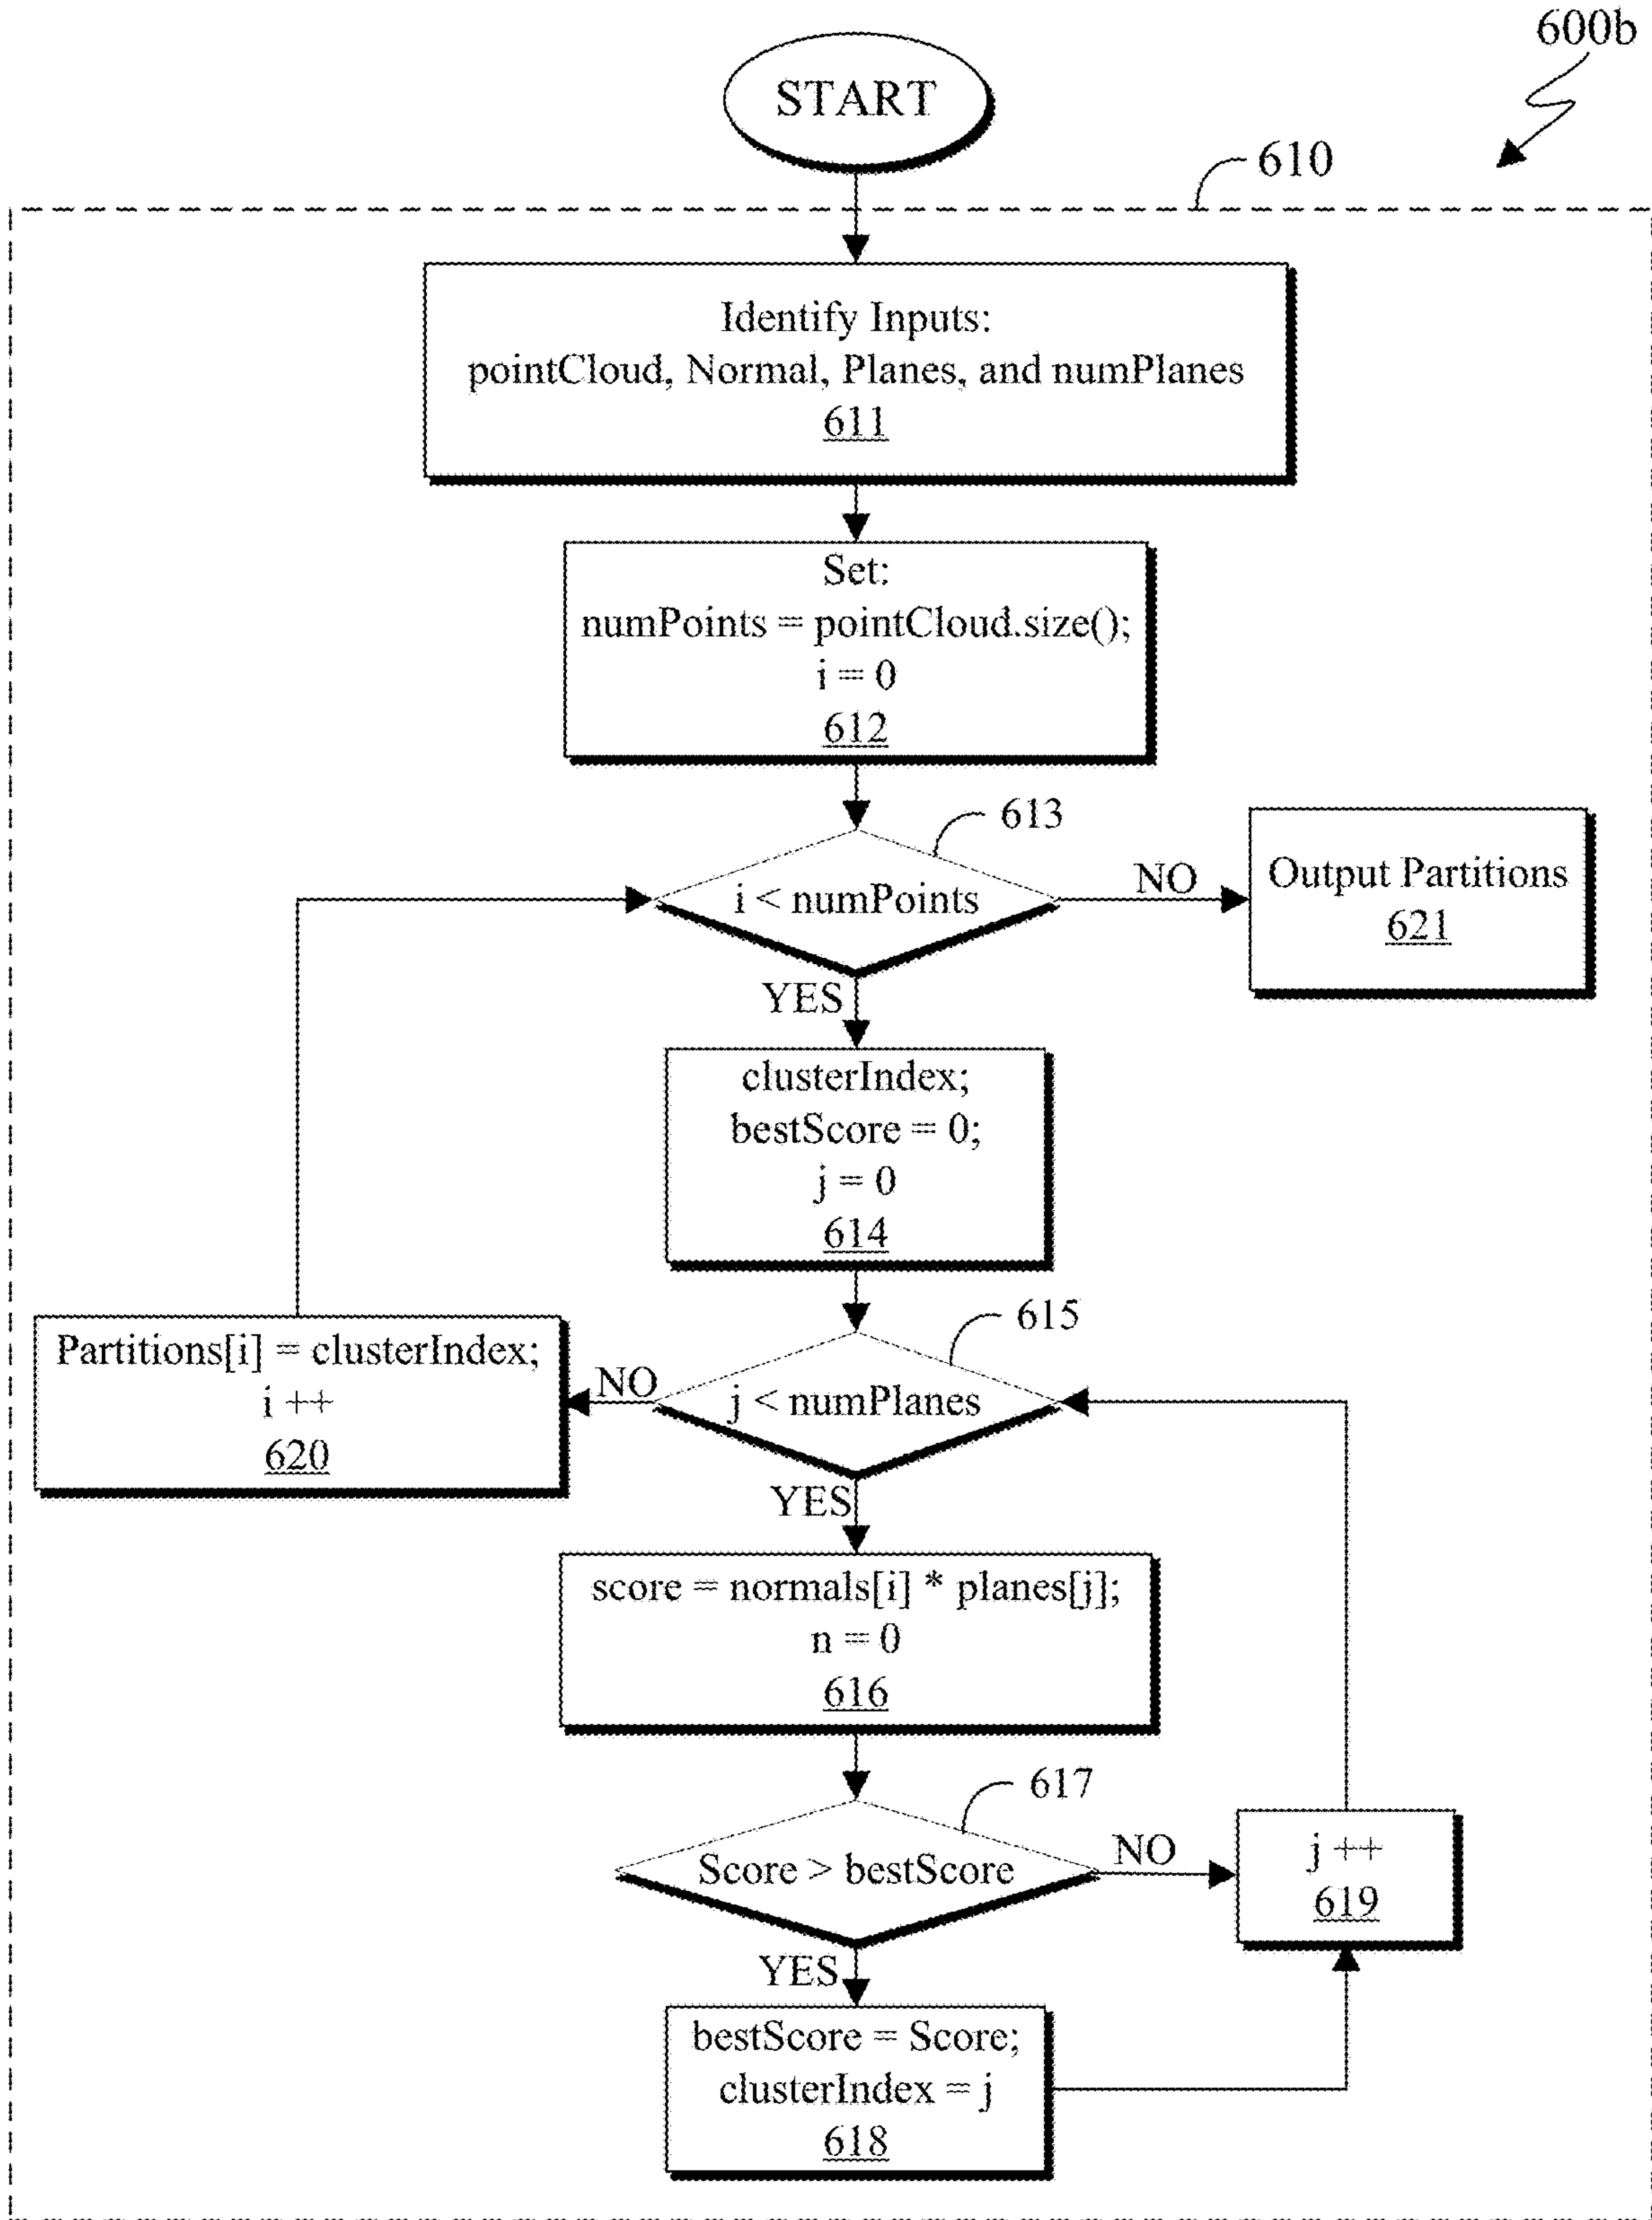 600b
START
610
Identify Inputs:
pointCloud, Normal, Planes, and numPlanes
611
Set:
numPoints = pointCloud.size();
i = 0
612
613
i < numPoints
NO
Output Partitions
621
YES
clusterIndex;
bestScore = 0;
j = 0
614
615
j < numPlanes
NO
Partitions[i] = clusterIndex;
i ++
620
YES
score = normals[i] * planes[j];
n = 0
616
617
Score > bestScore
NO
j ++
619
YES
bestScore = Score;
clusterIndex = j
618